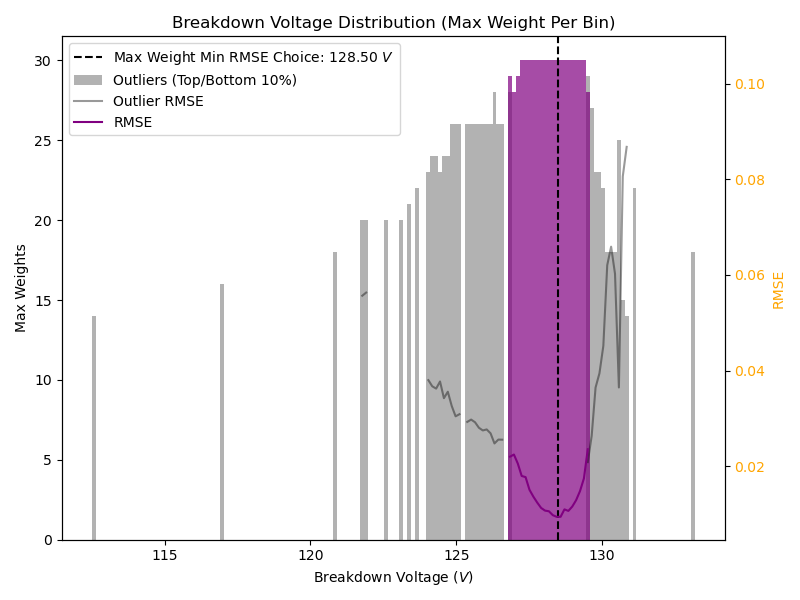 Breakdown Voltage Distribution (Max Weight Per Bin)
Max Weight Min RMSE Choice: 128.50 V
Outliers (Top/Bottom 10%)
Outlier RMSE
RMSE
30
25
20
15
10
5
0
Max Weights
0.10
0.08
0.06
0.04
0.02
RMSE
115
120
125
130
Breakdown Voltage (V)